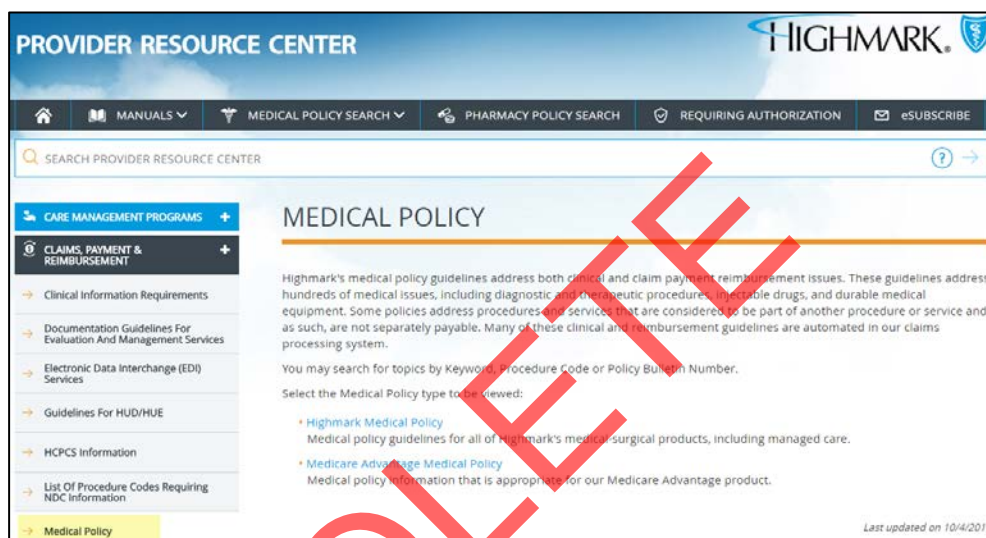 PROVIDER RESOURCE CENTER
HIGHMARK®
MANUALS
MEDICAL POLICY SEARCH
PHARMACY POLICY SEARCH
REQUIRING AUTHORIZATION
eSUBSCRIBE
SEARCH PROVIDER RESOURCE CENTER
?
CARE MANAGEMENT PROGRAMS +
CLAIMS, PAYMENT & +
REIMBURSEMENT
Clinical Information Requirements
Documentation Guidelines For
Evaluation And Management Services
Electronic Data Interchange (EDI)
Services
Guidelines For HUD/HUE
HCPCS Information
List Of Procedure Codes Requiring
NDC Information
Medical Policy
MEDICAL POLICY
Highmark's medical policy guidelines address both clinical and claim payment reimbursement issues. These guidelines address
hundreds of medical issues, including diagnostic and therapeutic procedures, injectable drugs, and durable medical
equipment. Some policies address procedures and services that are considered to be part of another procedure or service and
as such, are not separately payable. Many of these clinical and reimbursement guidelines are automated in our claims
processing system.
You may search for topics by Keyword, Procedure Code or Policy Bulletin Number.
Select the Medical Policy type to be viewed:
• Highmark Medical Policy
Medical policy guidelines for all of Highmark's medical-surgical products, including managed care.
• Medicare Advantage Medical Policy
Medical policy information that is appropriate for our Medicare Advantage product.
Last updated on 10/4/201
OLETE